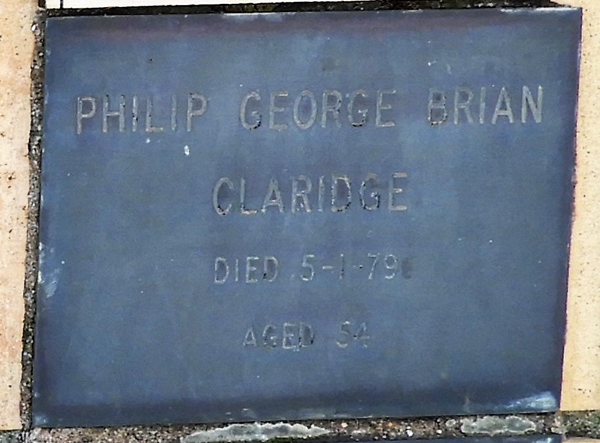 PHILIP GEORGE BRIAN
CLARIDGE
DIED 5-1-79
AGED 54